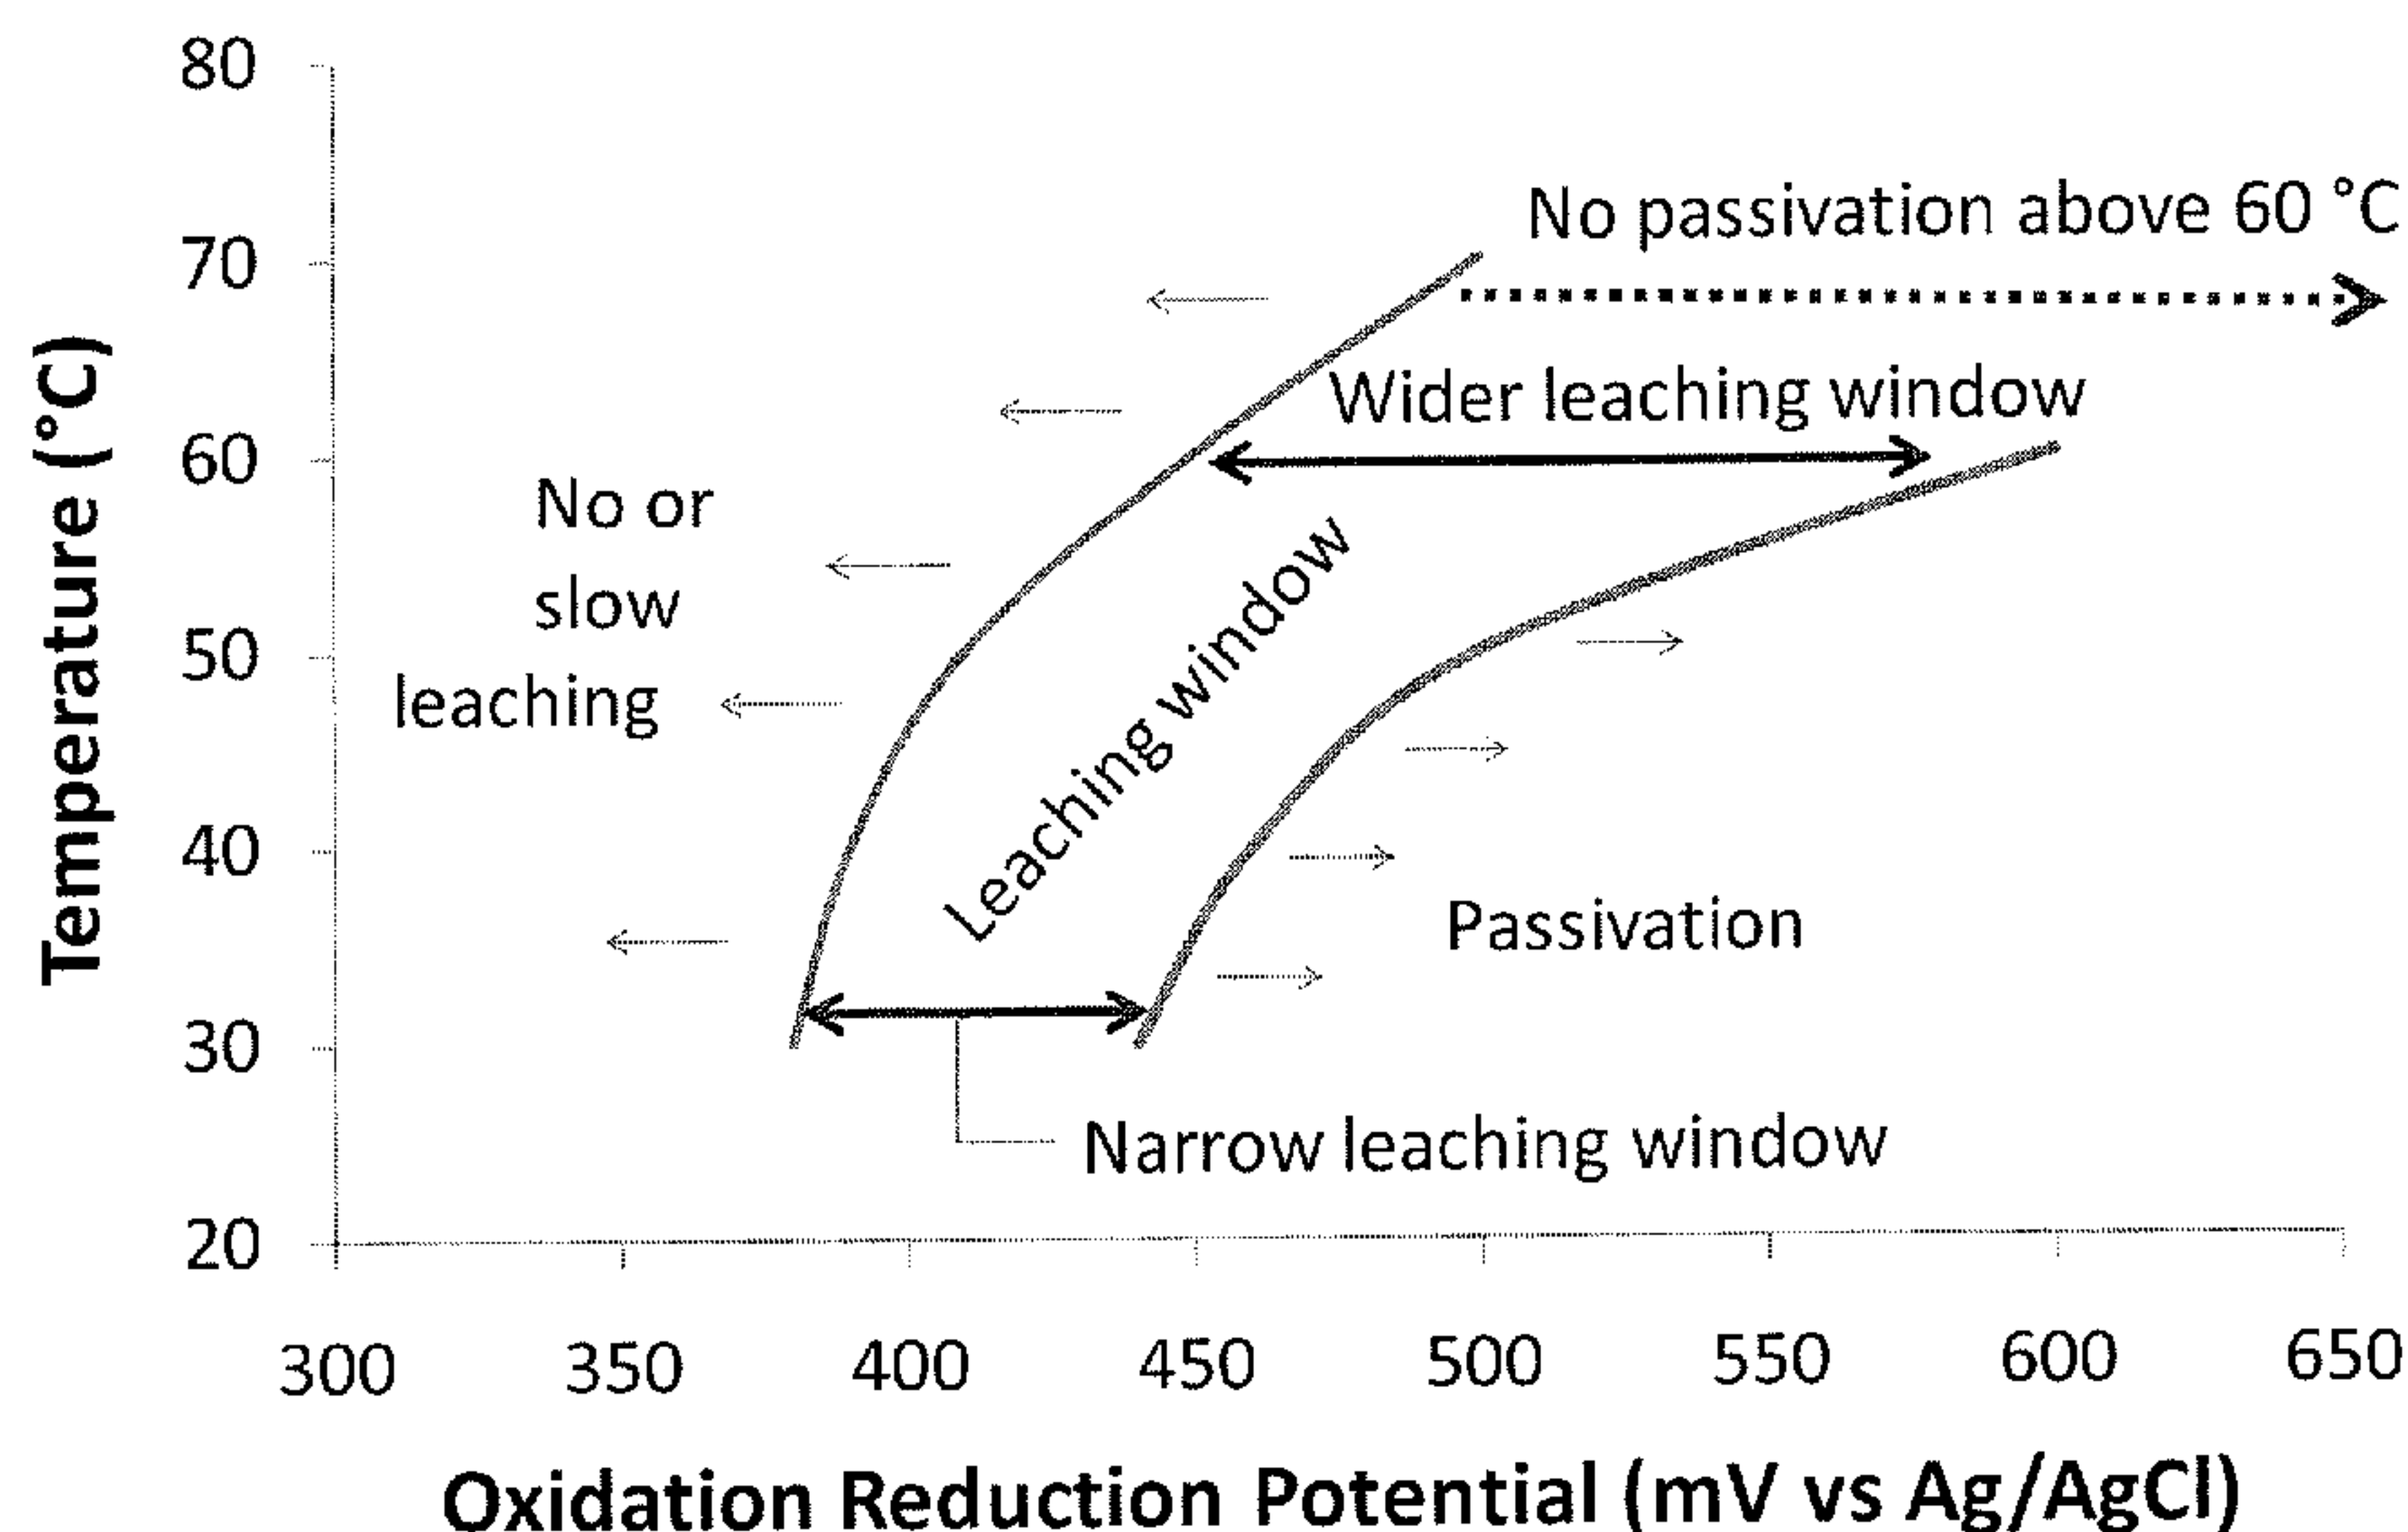 80
70
60
50
40
30
20
Temperature (°C)
No passivation above 60 °C
Wider leaching window
No or
slow
leaching
Leaching window
Passivation
Narrow leaching window
300 350 400 450 500 550 600 650
Oxidation Reduction Potential (mV vs Ag/AgCl)